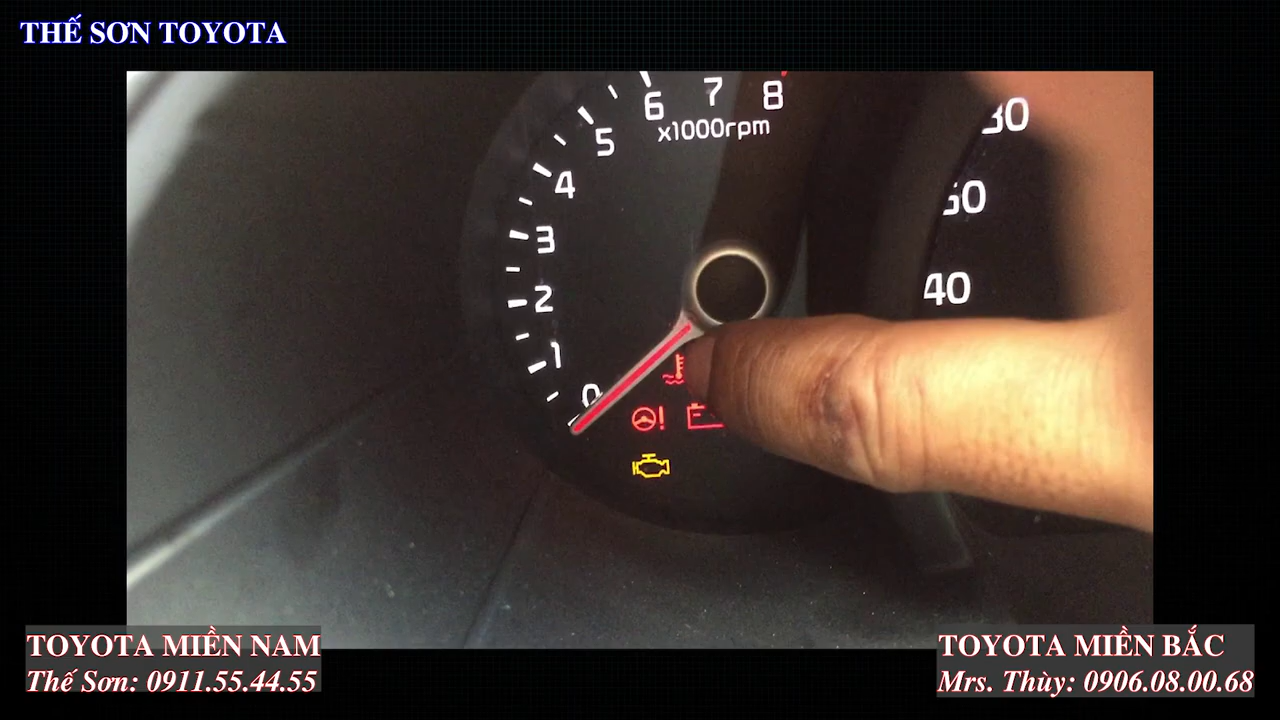 THẾ SƠN TOYOTA
6 7 8
x1000rpm
5
4
3
2
1
0
40
TOYOTA MIỀN NAM
Thế Sơn: 0911.55.44.55
TOYOTA MIỀN BẮC
Mrs. Thùy: 0906.08.00.68